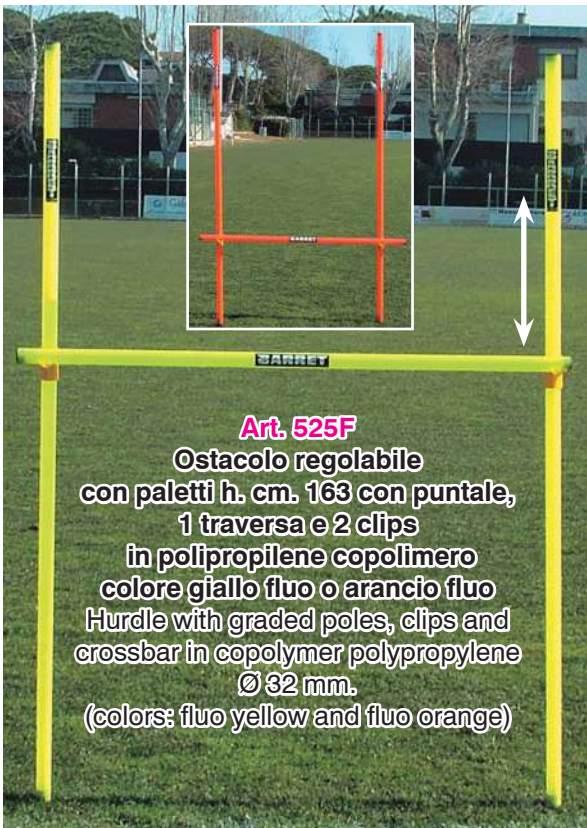 SARRET
SARRET
Art. 525F
Ostacolo regolabile
con paletti h. cm. 163 con puntale,
1 traversa e 2 clips
in polipropilene copolimero
colore giallo fluo o arancio fluo
Hurdle with graded poles, clips and
crossbar in copolymer polypropylene
Ø 32 mm.
(colors: fluo yellow and fluo orange)